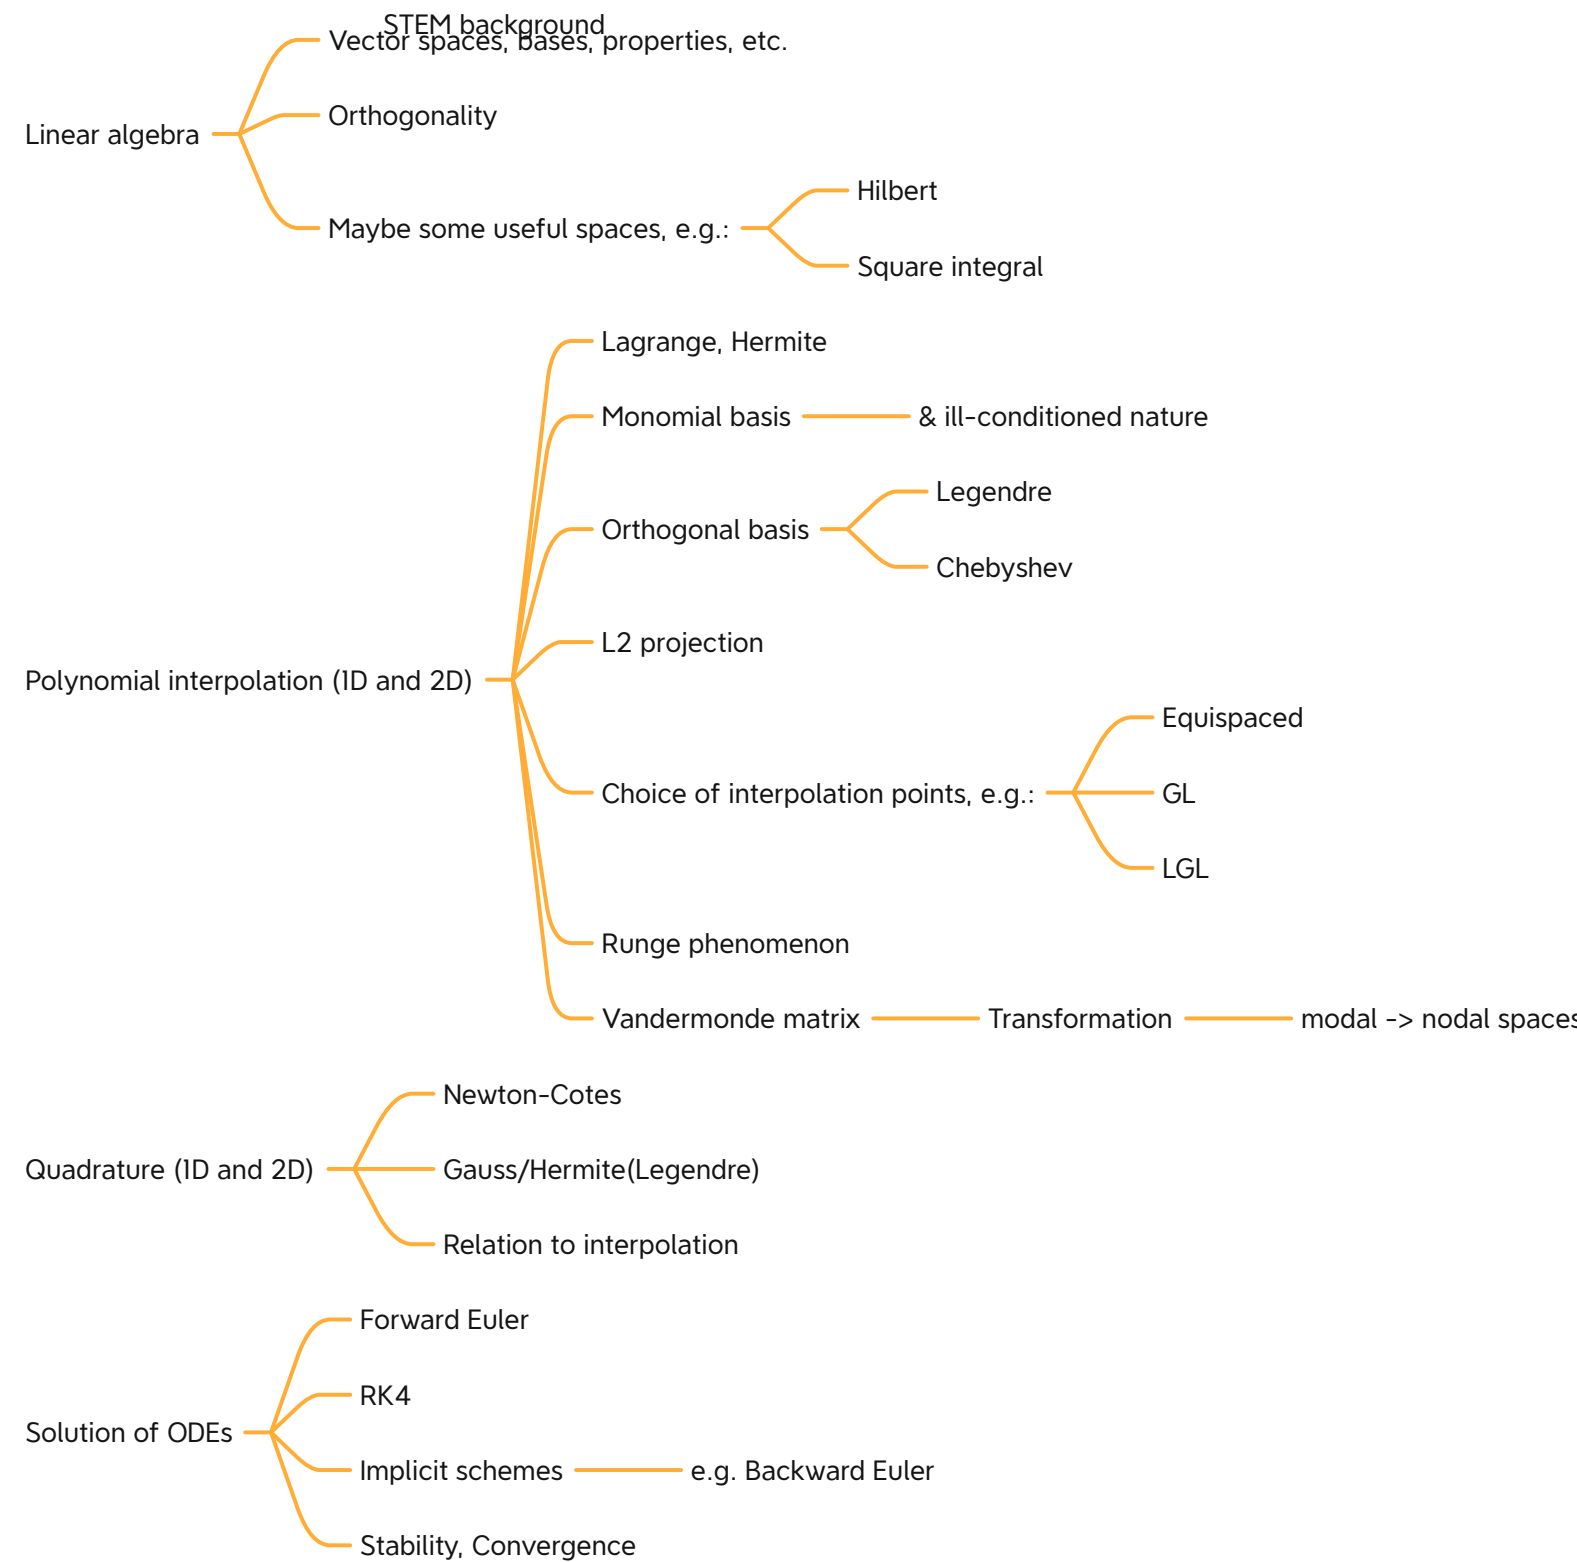 STEM background
Vector spaces, bases, properties, etc.
Orthogonality
Linear algebra
Hilbert
Maybe some useful spaces, e.g.:
Square integral
Lagrange, Hermite
Monomial basis
& ill-conditioned nature
Legendre
Orthogonal basis
Chebyshev
L2 projection
Polynomial interpolation (1D and 2D)
Equispaced
Choice of interpolation points, e.g.:
GL
LGL
Runge phenomenon
Vandermonde matrix
Transformation
modal -> nodal spaces
Newton-Cotes
Quadrature (1D and 2D)
Gauss/Hermite(Legendre)
Relation to interpolation
Forward Euler
RK4
Solution of ODEs
Implicit schemes
e.g. Backward Euler
Stability, Convergence